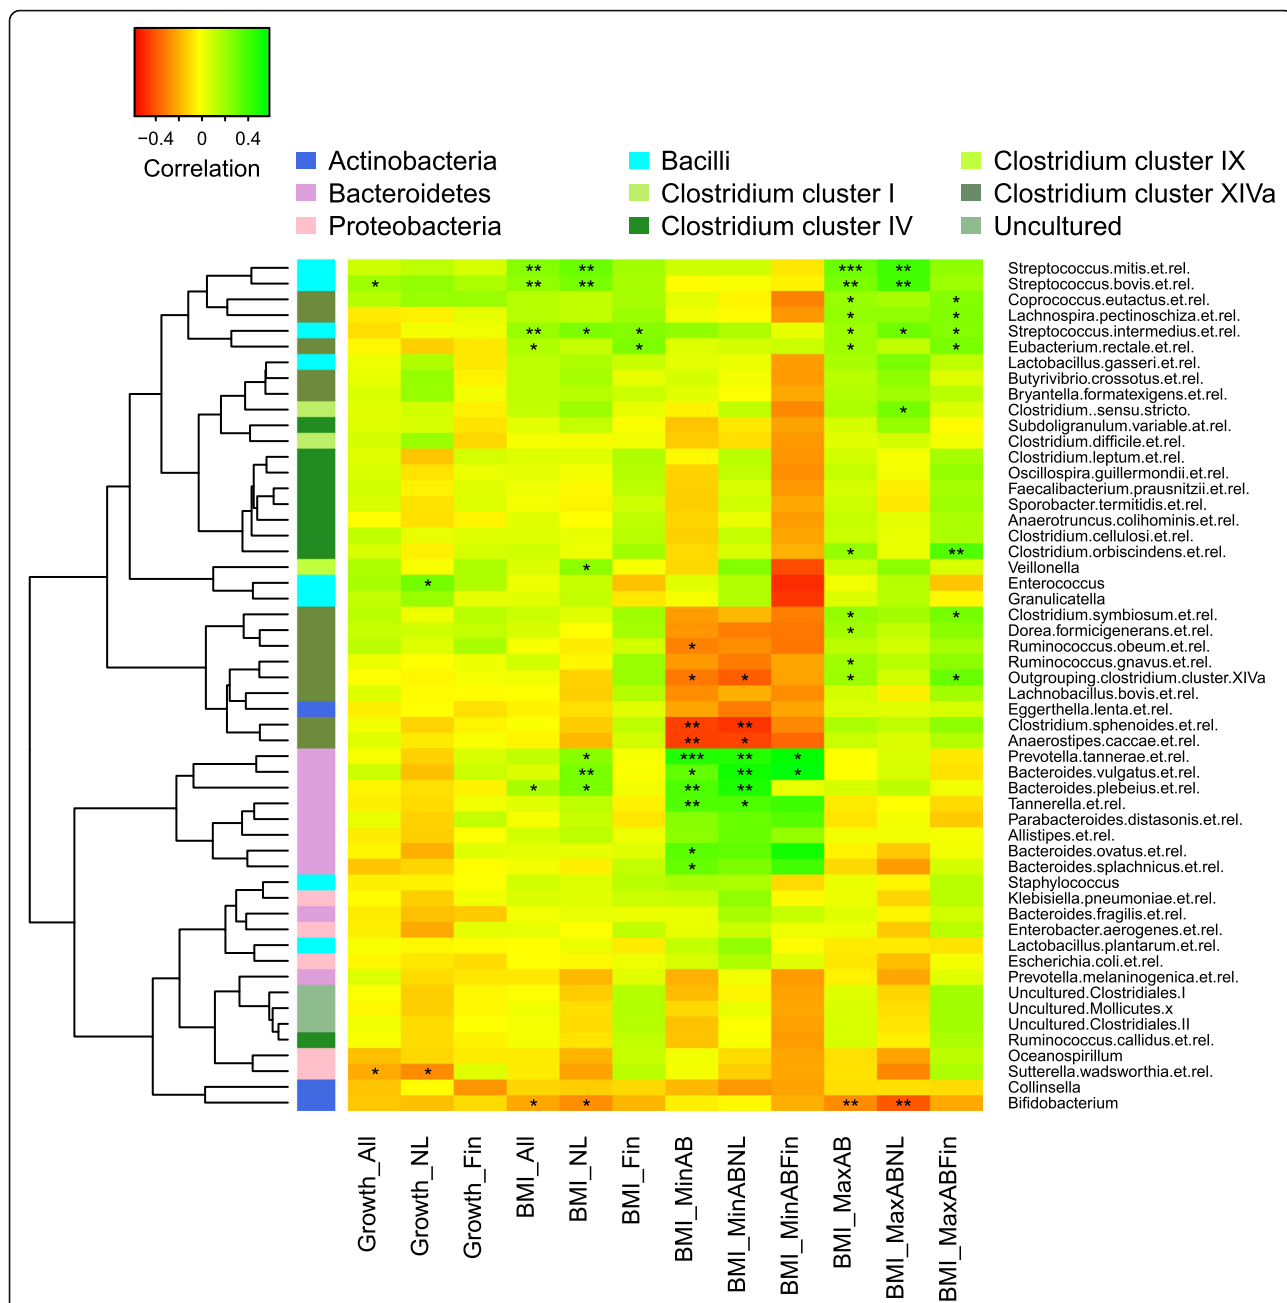 −0.4 0 0.4
Correlation
Actinobacteria Bacilli Clostridium cluster IX
Bacteroidetes Clostridium cluster I Clostridium cluster XIVa
Proteobacteria Clostridium cluster IV Uncultured
** ** *** ** Streptococcus.mitis.et.rel.
* ** ** ** ** Streptococcus.bovis.et.rel.
* * Coprococcus.eutactus.et.rel.
* * Lachnospira.pectinoschiza.et.rel.
** * * * * * Streptococcus.intermedius.et.rel.
* * * * Eubacterium.rectale.et.rel.
Lactobacillus.gasseri.et.rel.
Butyrivibrio.crossotus.et.rel.
Bryantella.formatexigens.et.rel.
* Clostridium..sensu.stricto.
Subdoligranulum.variable.at.rel.
Clostridium.difficile.et.rel.
Clostridium.leptum.et.rel.
Oscillospira.guillermondii.et.rel.
Faecalibacterium.prausnitzii.et.rel.
Sporobacter.termitidis.et.rel.
Anaerotruncus.colihominis.et.rel.
Clostridium.cellulosi.et.rel.
* ** Clostridium.orbiscindens.et.rel.
* Veillonella
* Enterococcus
Granulicatella
* * Clostridium.symbiosum.et.rel.
* Dorea.formicigenerans.et.rel.
* Ruminococcus.obeum.et.rel.
* Ruminococcus.gnavus.et.rel.
* * * * Outgrouping.clostridium.cluster.XIVa
Lachnobacillus.bovis.et.rel.
Eggerthella.lenta.et.rel.
** ** Clostridium.sphenoides.et.rel.
** * Anaerostipes.caccae.et.rel.
* *** ** * Prevotella.tannerae.et.rel.
** * ** * Bacteroides.vulgatus.et.rel.
* * ** ** Bacteroides.plebeius.et.rel.
** * Tannerella.et.rel.
Parabacteroides.distasonis.et.rel.
Allistipes.et.rel.
* Bacteroides.ovatus.et.rel.
* Bacteroides.splachnicus.et.rel.
Staphylococcus
Klebisiella.pneumoniae.et.rel.
Bacteroides.fragilis.et.rel.
Enterobacter.aerogenes.et.rel.
Lactobacillus.plantarum.et.rel.
Escherichia.coli.et.rel.
Prevotella.melaninogenica.et.rel.
Uncultured.Clostridiales.I
Uncultured.Mollicutes.x
Uncultured.Clostridiales.II
Ruminococcus.callidus.et.rel.
Oceanospirillum
* * Sutterella.wadsworthia.et.rel.
Collinsella
* * ** ** Bifidobacterium
Growth_All
Growth_NL
Growth_Fin
BMI_All
BMI_NL
BMI_Fin
BMI_MinAB
BMI_MinABNL
BMI_MinABFin
BMI_MaxAB
BMI_MaxABNL
BMI_MaxABFin